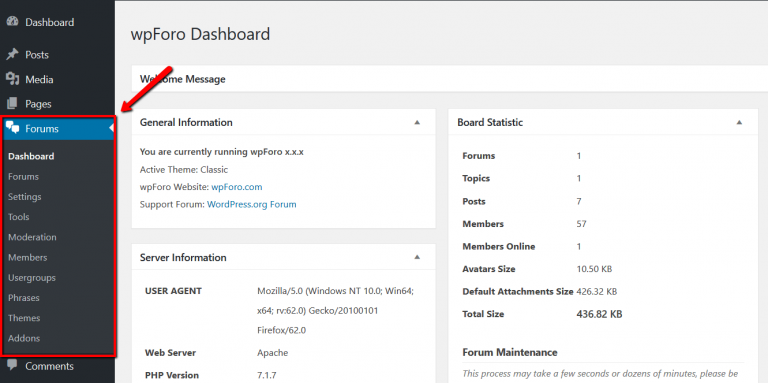 Dashboard
Posts
Media
Pages
Forums
Dashboard
Forums
Settings
Tools
Moderation
Members
Usergroups
Phrases
Themes
Addons
Comments
wpForo Dashboard
Welcome Message
General Information
You are currently running wpForo x.x.x
Active Theme: Classic
wpForo Website: wpForo.com
Support Forum: WordPress.org Forum
Server Information
USER AGENT Mozilla/5.0 (Windows NT 10.0; Win64;
x64; rv:62.0) Gecko/20100101
Firefox/62.0
Web Server Apache
PHP Version 7.1.7
Board Statistic
Forums 1
Topics 1
Posts 7
Members 57
Members Online 1
Avatars Size 10.50 KB
Default Attachments Size 426.32 KB
Total Size 436.82 KB
Forum Maintenance
This process may take a few seconds or dozens of minutes, please be